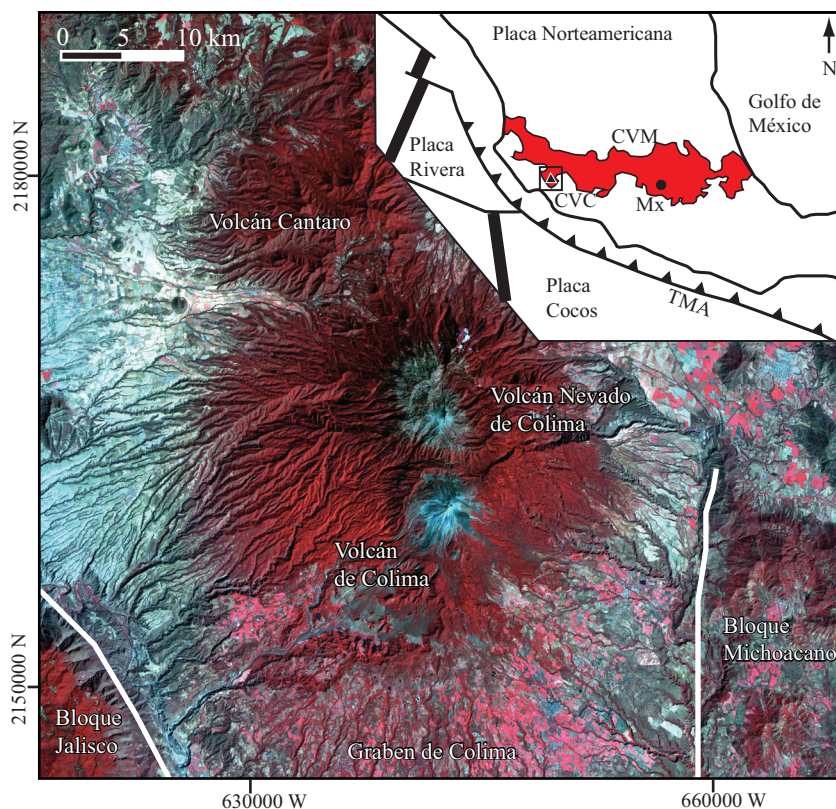 0 5 10 km
Placa Norteamericana
N
Golfo de
México
Placa
Rivera
CVM
CVC
Mx
Placa
Cocos
TMA
2180000 N
Volcán Cantaro
Volcán Nevado
de Colima
Volcán
de Colima
Bloque
Michoacano
2150000 N
Bloque
Jalisco
Graben de Colima
630000 W
660000 W